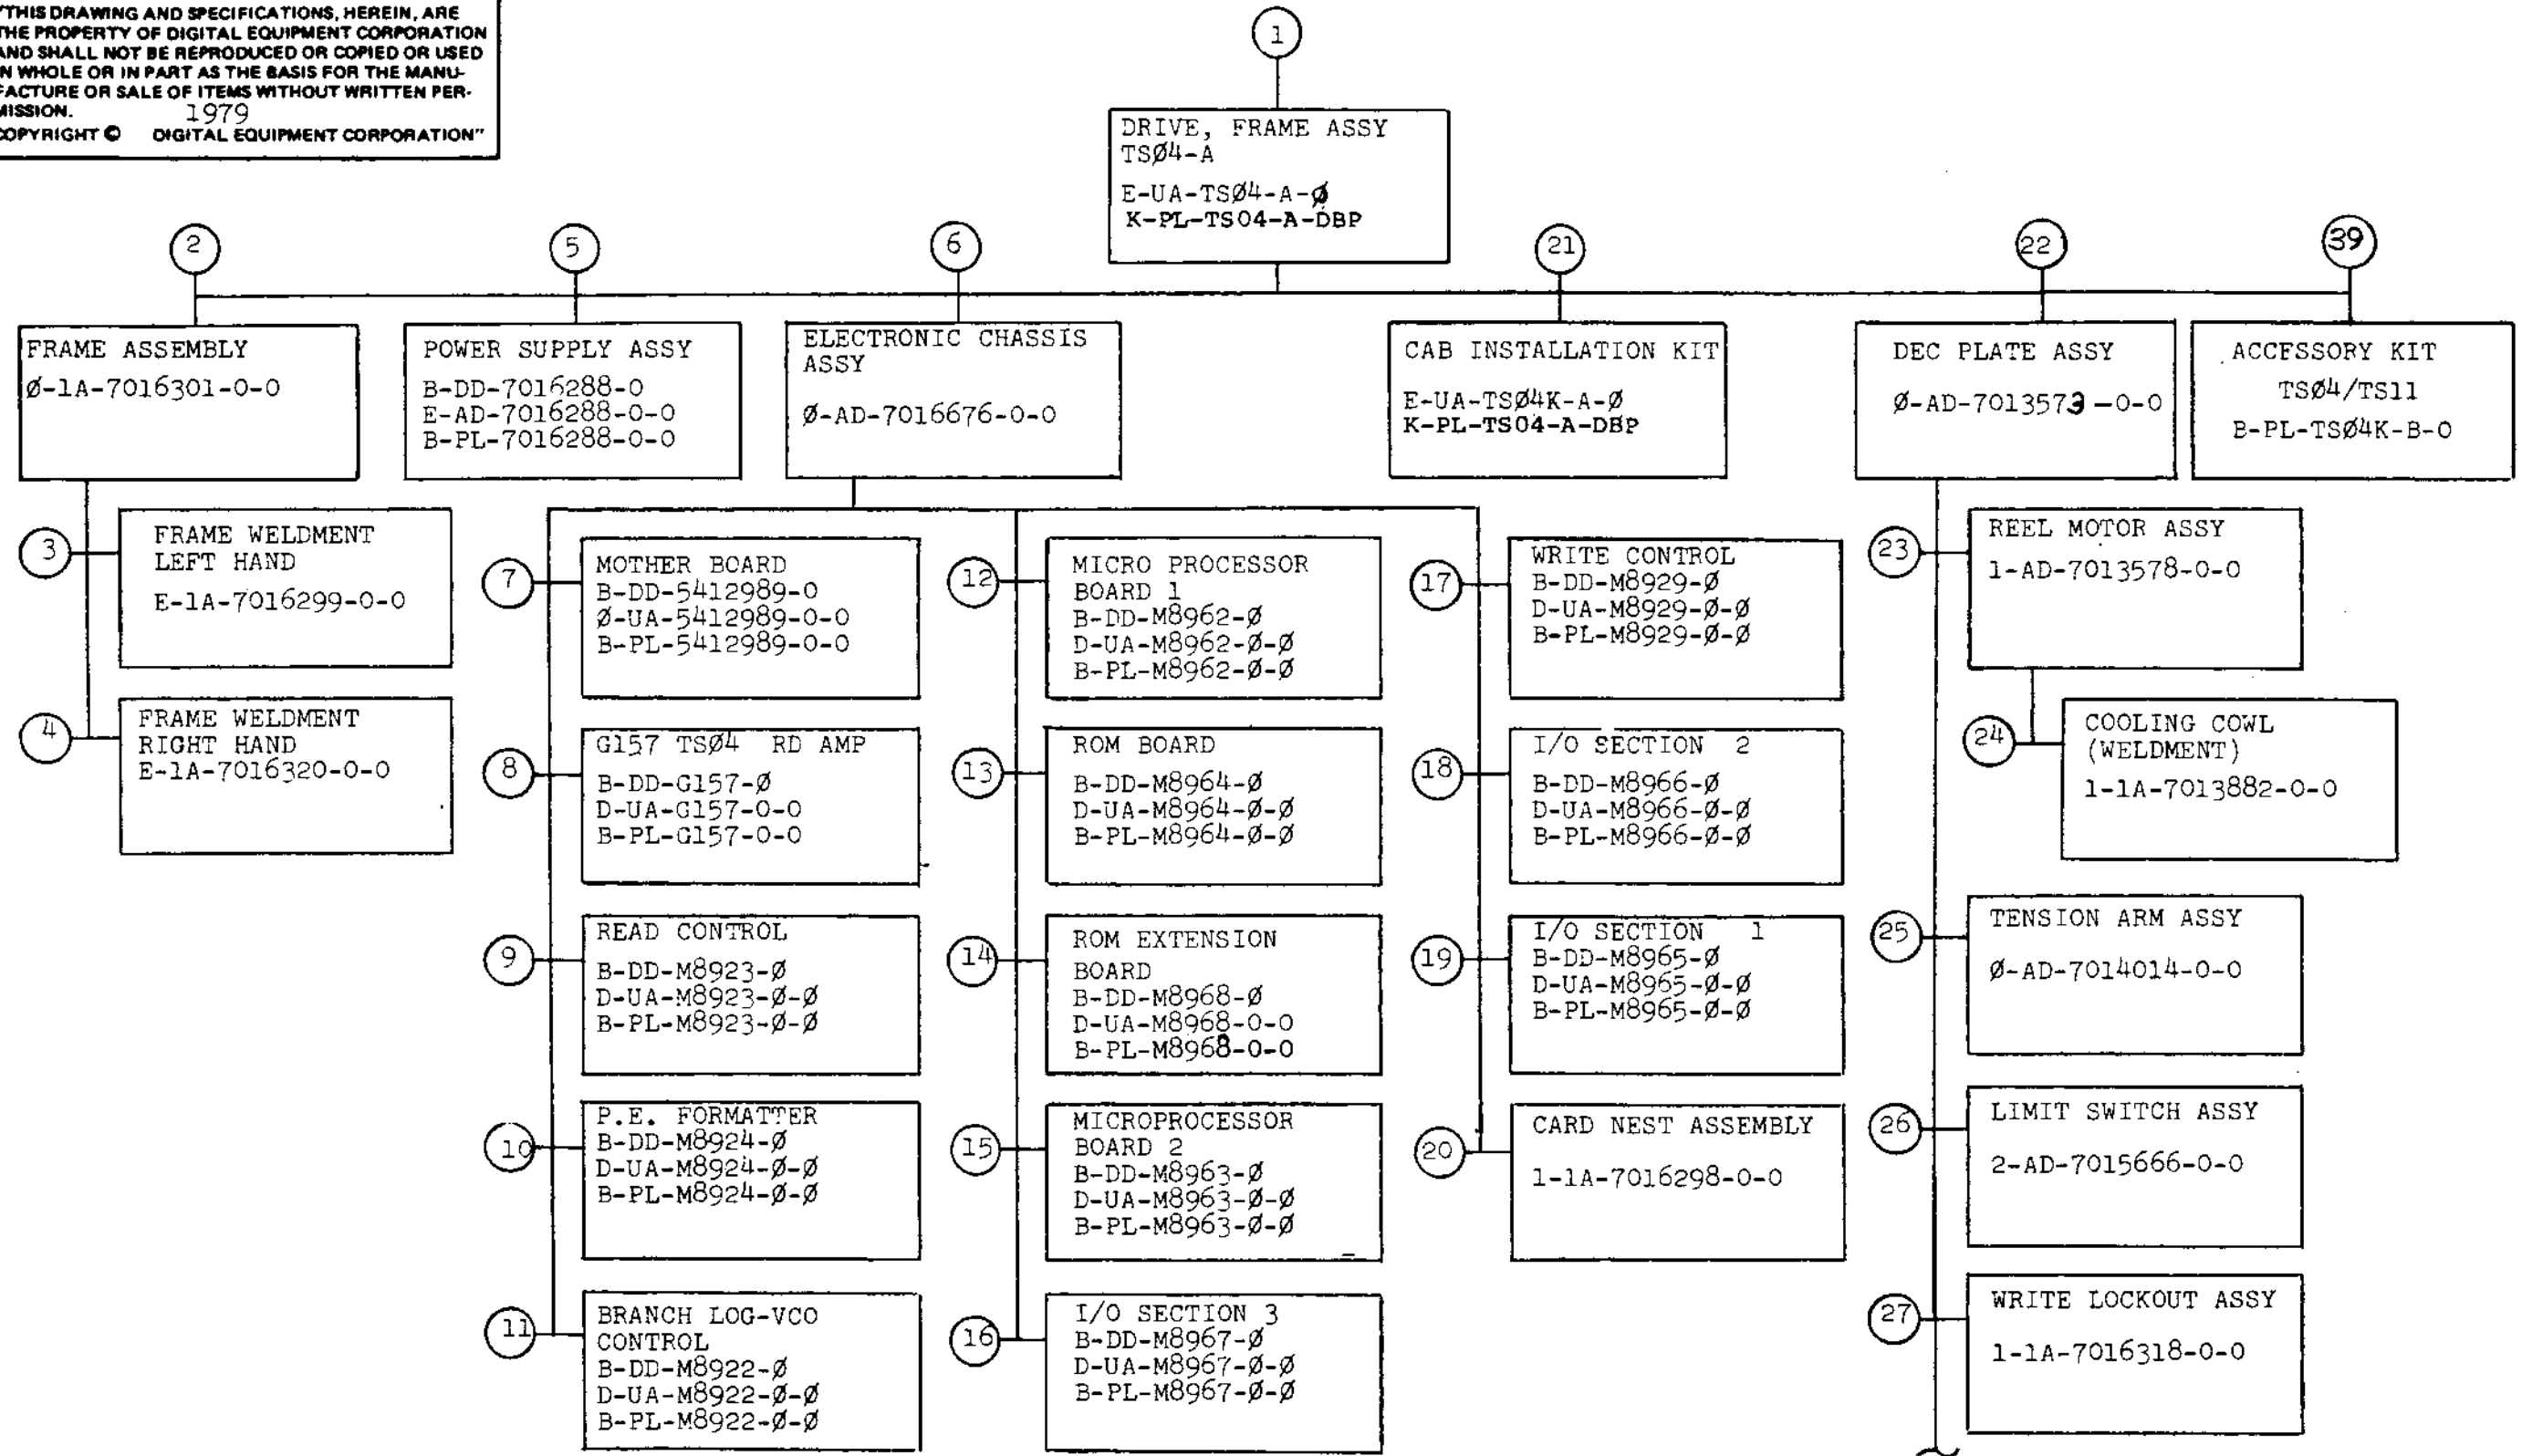 "THIS DRAWING AND SPECIFICATIONS, HEREIN, ARE
THE PROPERTY OF DIGITAL EQUIPMENT CORPORATION
AND SHALL NOT BE REPRODUCED OR COPIED OR USED
IN WHOLE OR IN PART AS THE BASIS FOR THE MANU-
FACTURE OR SALE OF ITEMS WITHOUT WRITTEN PER-
MISSION.
1979
COPYRIGHT © DIGITAL EQUIPMENT CORPORATION"
1
DRIVE, FRAME ASSY
TSØ4-A
E-UA-TSØ4-A-Ø
K-PL-TS04-A-DBP
2
FRAME ASSEMBLY
Ø-1A-7016301-0-0
5
POWER SUPPLY ASSY
B-DD-7016288-0
E-AD-7016288-0-0
B-PL-7016288-0-0
6
ELECTRONIC CHASSIS
ASSY
Ø-AD-7016676-0-0
21
CAB INSTALLATION KIT
E-UA-TSØ4K-A-Ø
K-PL-TS04-A-DBP
22
DEC PLATE ASSY
Ø-AD-7013573-0-0
39
ACCFSSORY KIT
TSØ4/TS11
B-PL-TSØ4K-B-0
3
FRAME WELDMENT
LEFT HAND
E-1A-7016299-0-0
4
FRAME WELDMENT
RIGHT HAND
E-1A-7016320-0-0
7
MOTHER BOARD
B-DD-5412989-0
Ø-UA-5412989-0-0
B-PL-5412989-0-0
8
G157 TSØ4 RD AMP
B-DD-G157-Ø
D-UA-G157-0-0
B-PL-G157-0-0
9
READ CONTROL
B-DD-M8923-Ø
D-UA-M8923-Ø-Ø
B-PL-M8923-Ø-Ø
10
P.E. FORMATTER
B-DD-M8924-Ø
D-UA-M8924-Ø-Ø
B-PL-M8924-Ø-Ø
11
BRANCH LOG-VCO
CONTROL
B-DD-M8922-Ø
D-UA-M8922-Ø-Ø
B-PL-M8922-Ø-Ø
12
MICRO PROCESSOR
BOARD 1
B-DD-M8962-Ø
D-UA-M8962-Ø-Ø
B-PL-M8962-Ø-Ø
13
ROM BOARD
B-DD-M8964-Ø
D-UA-M8964-Ø-Ø
B-PL-M8964-Ø-Ø
14
ROM EXTENSION
BOARD
B-DD-M8968-Ø
D-UA-M8968-0-0
B-PL-M8968-0-0
15
MICROPROCESSOR
BOARD 2
B-DD-M8963-Ø
D-UA-M8963-Ø-Ø
B-PL-M8963-Ø-Ø
16
I/O SECTION 3
B-DD-M8967-Ø
D-UA-M8967-Ø-Ø
B-PL-M8967-Ø-Ø
17
WRITE CONTROL
B-DD-M8929-Ø
D-UA-M8929-Ø-Ø
B-PL-M8929-Ø-Ø
18
I/O SECTION 2
B-DD-M8966-Ø
D-UA-M8966-Ø-Ø
B-PL-M8966-Ø-Ø
19
I/O SECTION 1
B-DD-M8965-Ø
D-UA-M8965-Ø-Ø
B-PL-M8965-Ø-Ø
20
CARD NEST ASSEMBLY
1-1A-7016298-0-0
23
REEL MOTOR ASSY
1-AD-7013578-0-0
24
COOLING COWL
(WELDMENT)
1-1A-7013882-0-0
25
TENSION ARM ASSY
Ø-AD-7014014-0-0
26
LIMIT SWITCH ASSY
2-AD-7015666-0-0
27
WRITE LOCKOUT ASSY
1-1A-7016318-0-0